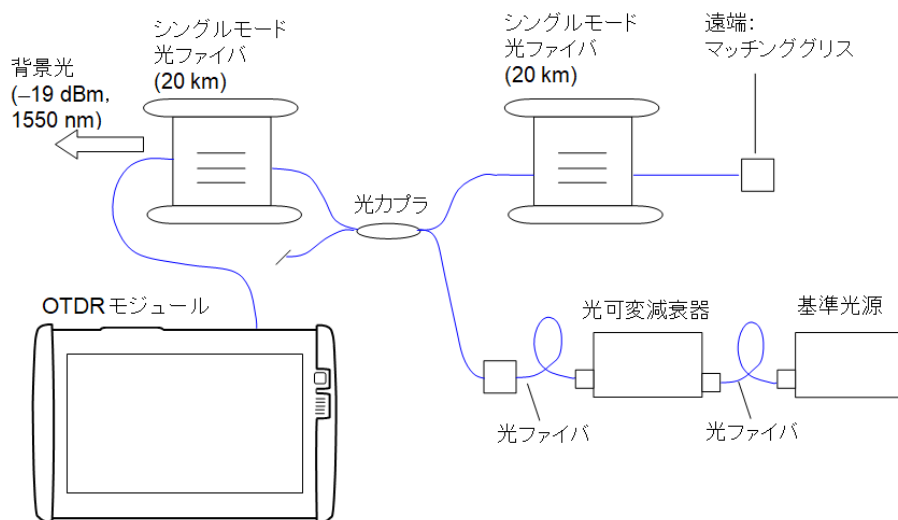 シングルモード
光ファイバ
(20 km)
シングルモード
光ファイバ
(20 km)
遠端：
マッチンググリス
背景光
(–19 dBm,
1550 nm)
光カプラ
OTDR モジュール
光可変減衰器
基準光源
光ファイバ
光ファイバ